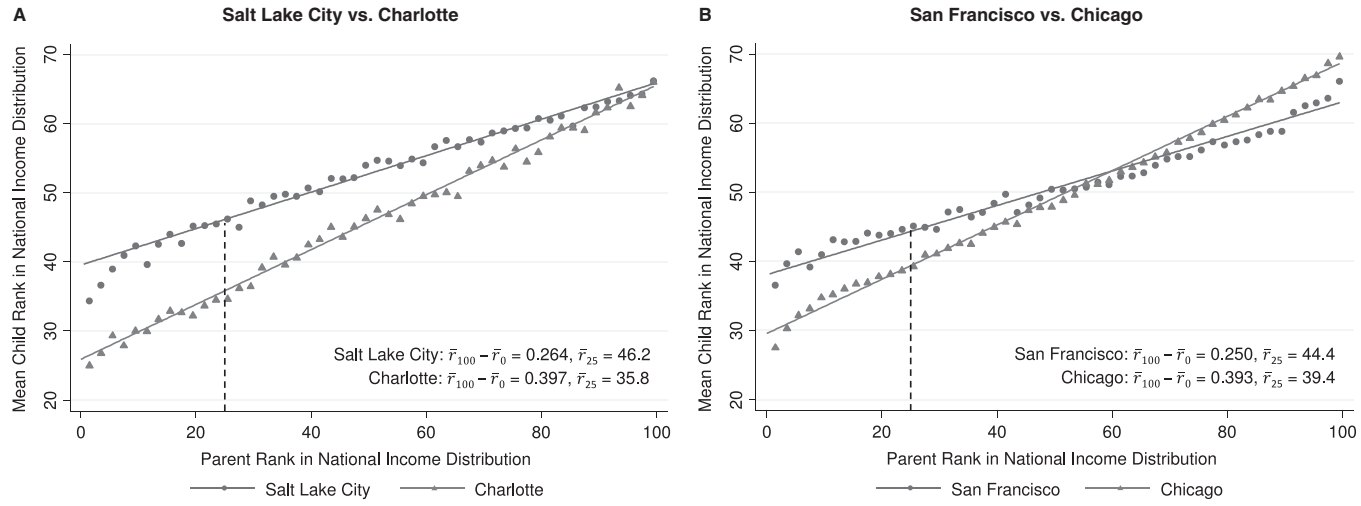 A
Salt Lake City vs. Charlotte
Mean Child Rank in National Income Distribution
70
60
50
40
30
20
Salt Lake City: r̄₁₀₀ – r̄₀ = 0.264, r̄₂₅ = 46.2
Charlotte: r̄₁₀₀ – r̄₀ = 0.397, r̄₂₅ = 35.8
0 20 40 60 80 100
Parent Rank in National Income Distribution
Salt Lake City Charlotte
B
San Francisco vs. Chicago
Mean Child Rank in National Income Distribution
70
60
50
40
30
20
San Francisco: r̄₁₀₀ – r̄₀ = 0.250, r̄₂₅ = 44.4
Chicago: r̄₁₀₀ – r̄₀ = 0.393, r̄₂₅ = 39.4
0 20 40 60 80 100
Parent Rank in National Income Distribution
San Francisco Chicago